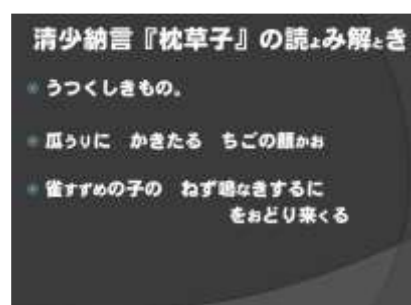 清少納言『枕草子』の読よみ解とき
うつくしきもの。
瓜うりに　かきたる　ちごの顔かお
雀すずめの子の　ねず鳴なきするに
をおどり来くる